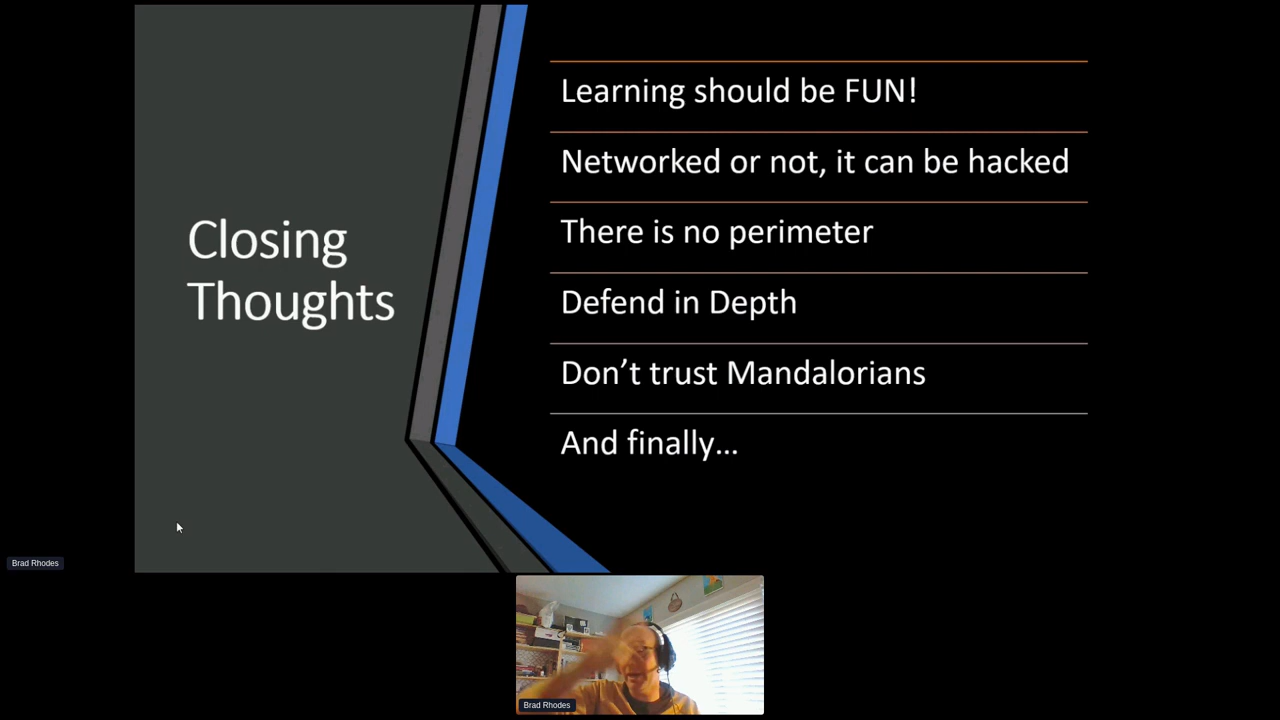 Closing
Thoughts
Learning should be FUN!
Networked or not, it can be hacked
There is no perimeter
Defend in Depth
Don’t trust Mandalorians
And finally…
Brad Rhodes
Brad Rhodes